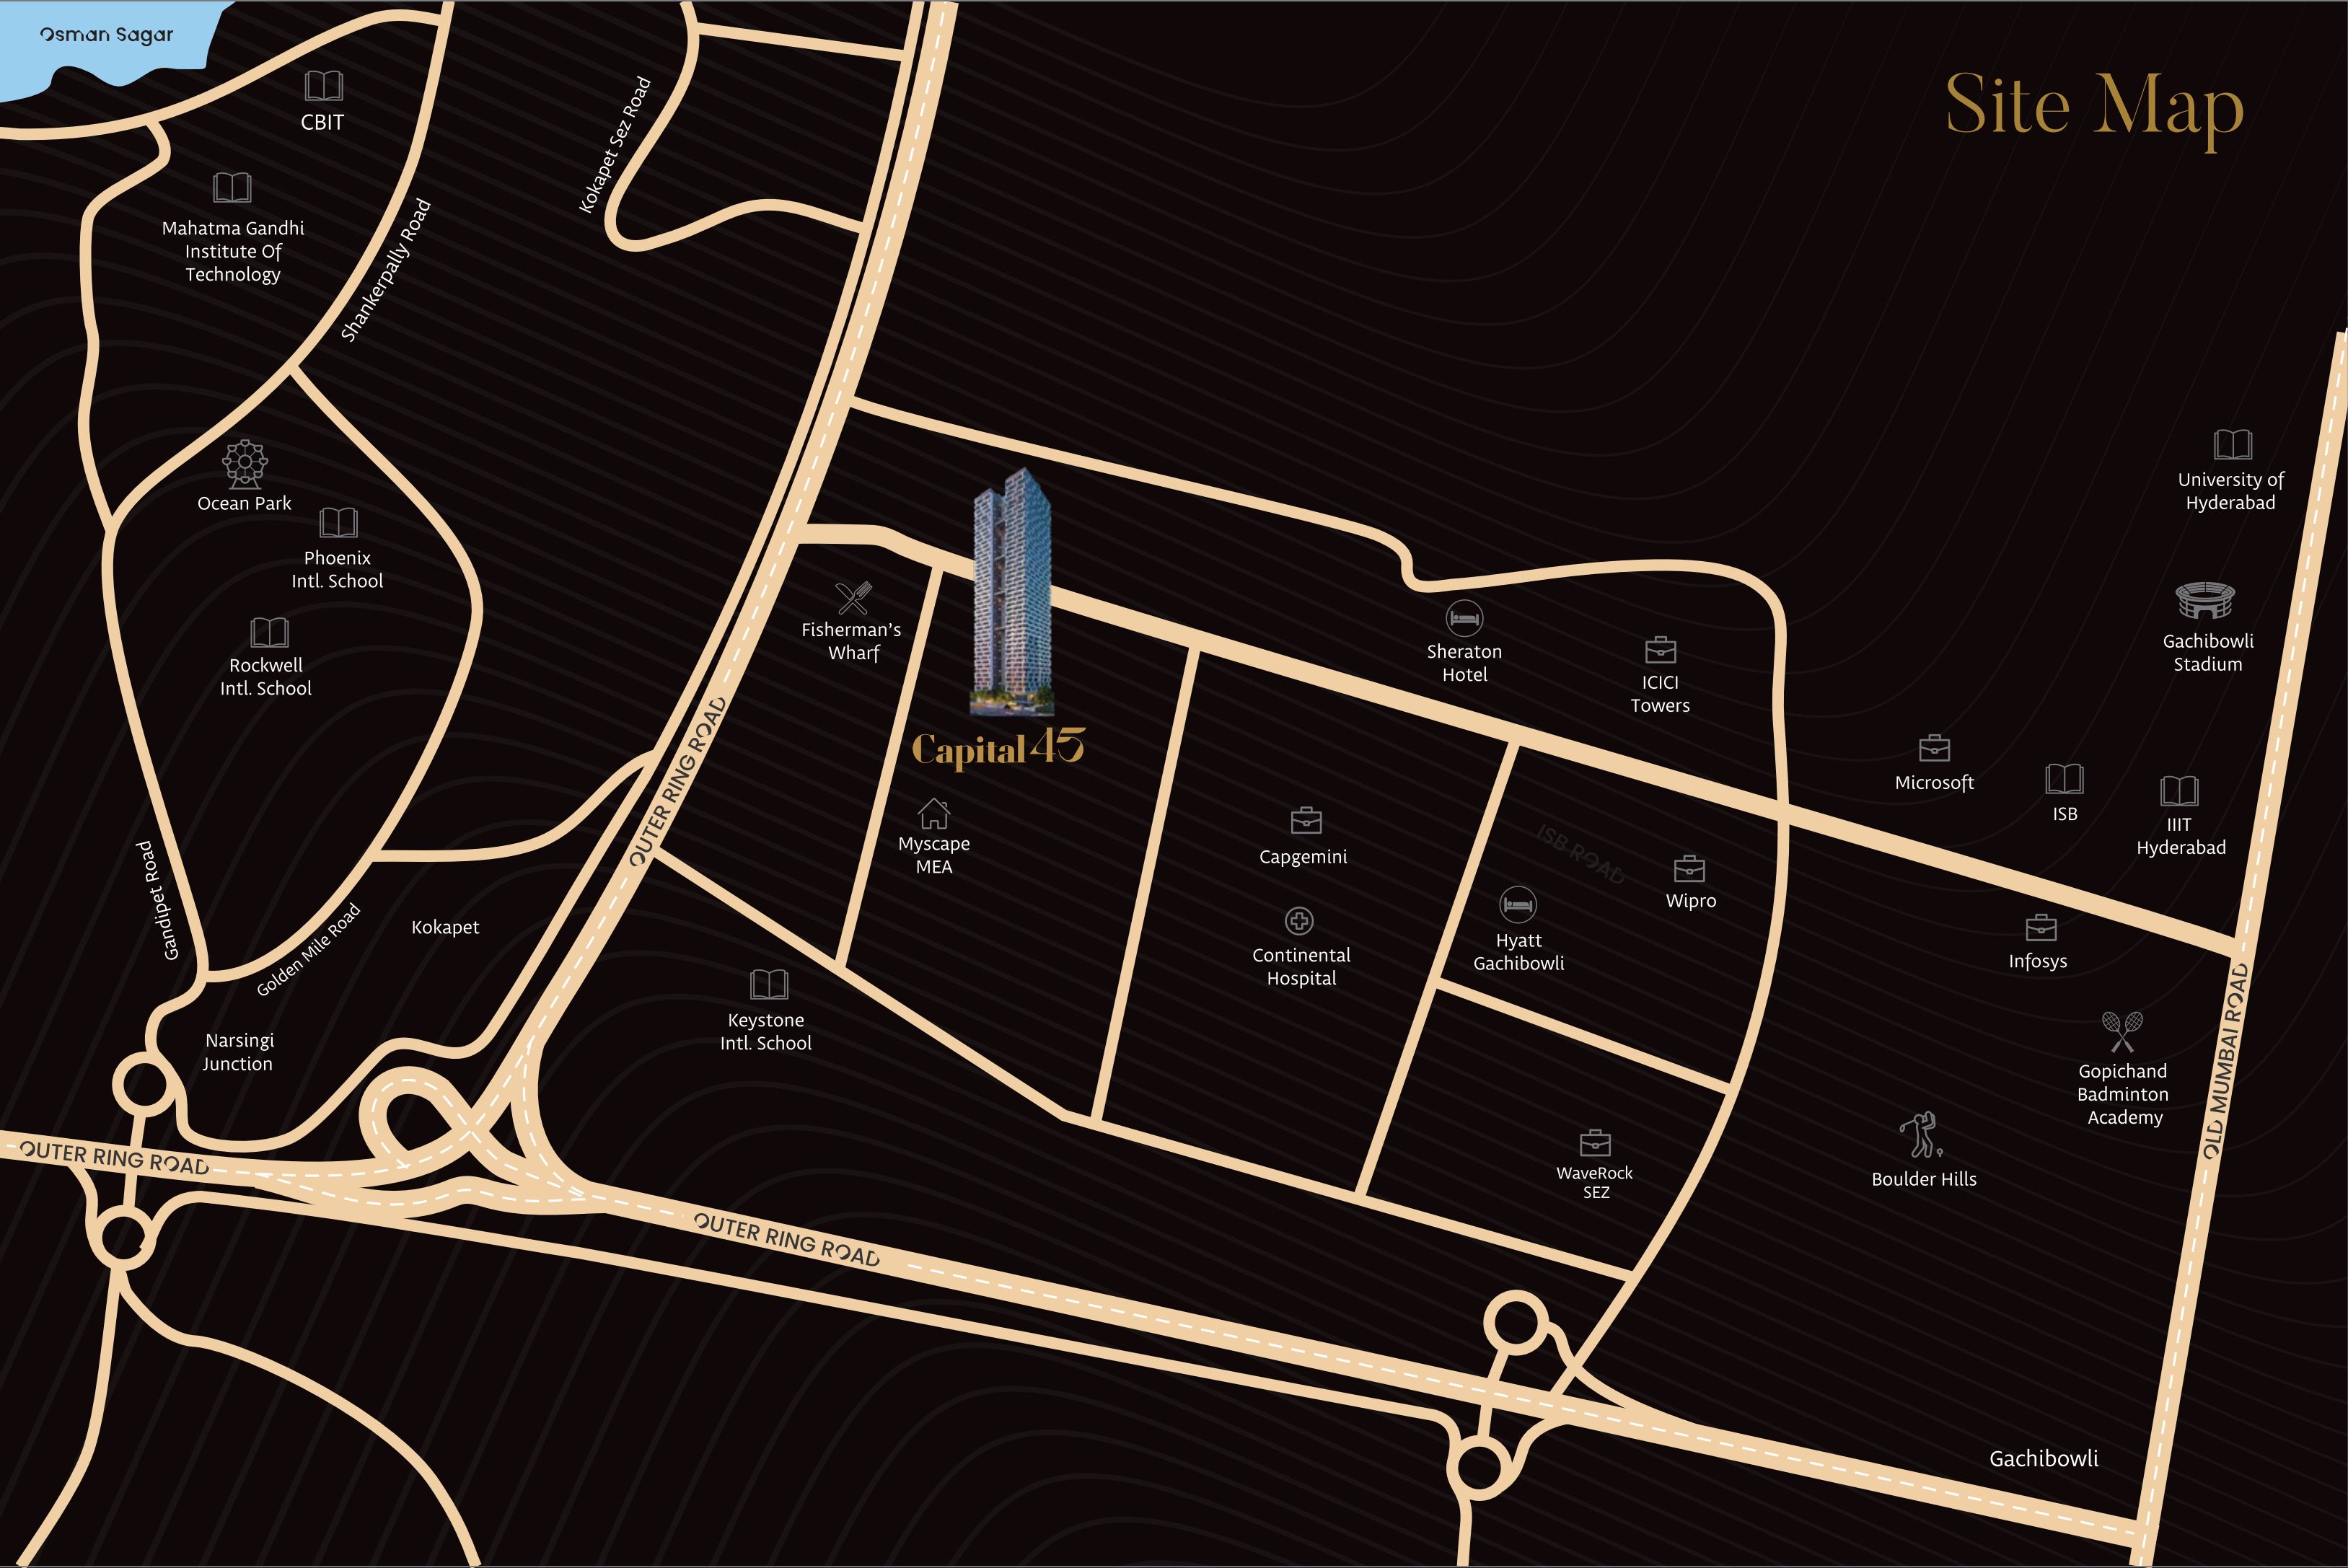 Osman Sagar
Site Map
CBIT
Kokapet Sez Road
Mahatma Gandhi
Institute Of
Technology
Shankerpally Road
Ocean Park
Phoenix
Intl. School
Rockwell
Intl. School
University of
Hyderabad
Fisherman’s
Wharf
Sheraton
Hotel
ICICI
Towers
Gachibowli
Stadium
Capital 45
OUTER RING ROAD
Myscape
MEA
Capgemini
ISB ROAD
Wipro
Microsoft
ISB
IIIT
Hyderabad
Gandipet Road
Golden Mile Road
Kokapet
Continental
Hospital
Hyatt
Gachibowli
Infosys
Keystone
Intl. School
Narsingi
Junction
OLD MUMBAI ROAD
Gopichand
Badminton
Academy
OUTER RING ROAD
WaveRock
SEZ
Boulder Hills
OUTER RING ROAD
Gachibowli